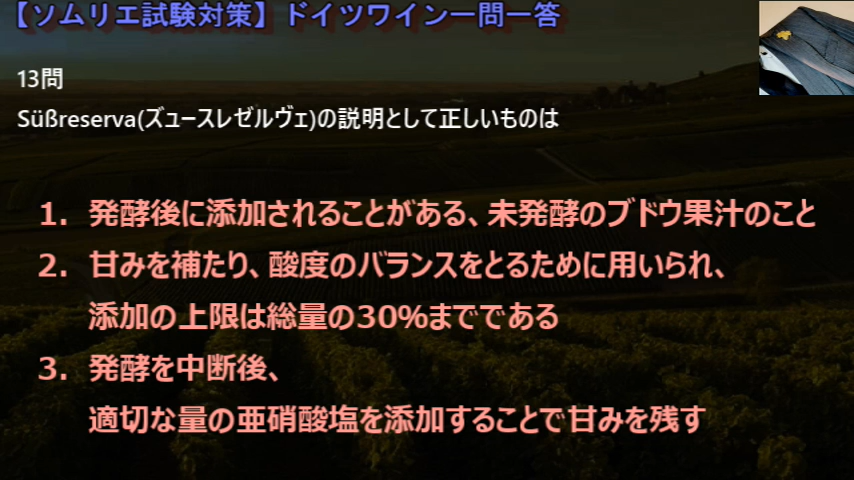 【ソムリエ試験対策】ドイツワイン一問一答
13問
Süßreserva(ズュースレゼルヴェ)の説明として正しいものは
1. 発酵後に添加されることがある、未発酵のブドウ果汁のこと
2. 甘みを補たり、酸度のバランスをとるために用いられ、
添加の上限は総量の30%までである
3. 発酵を中断後、
適切な量の亜硝酸塩を添加することで甘みを残す